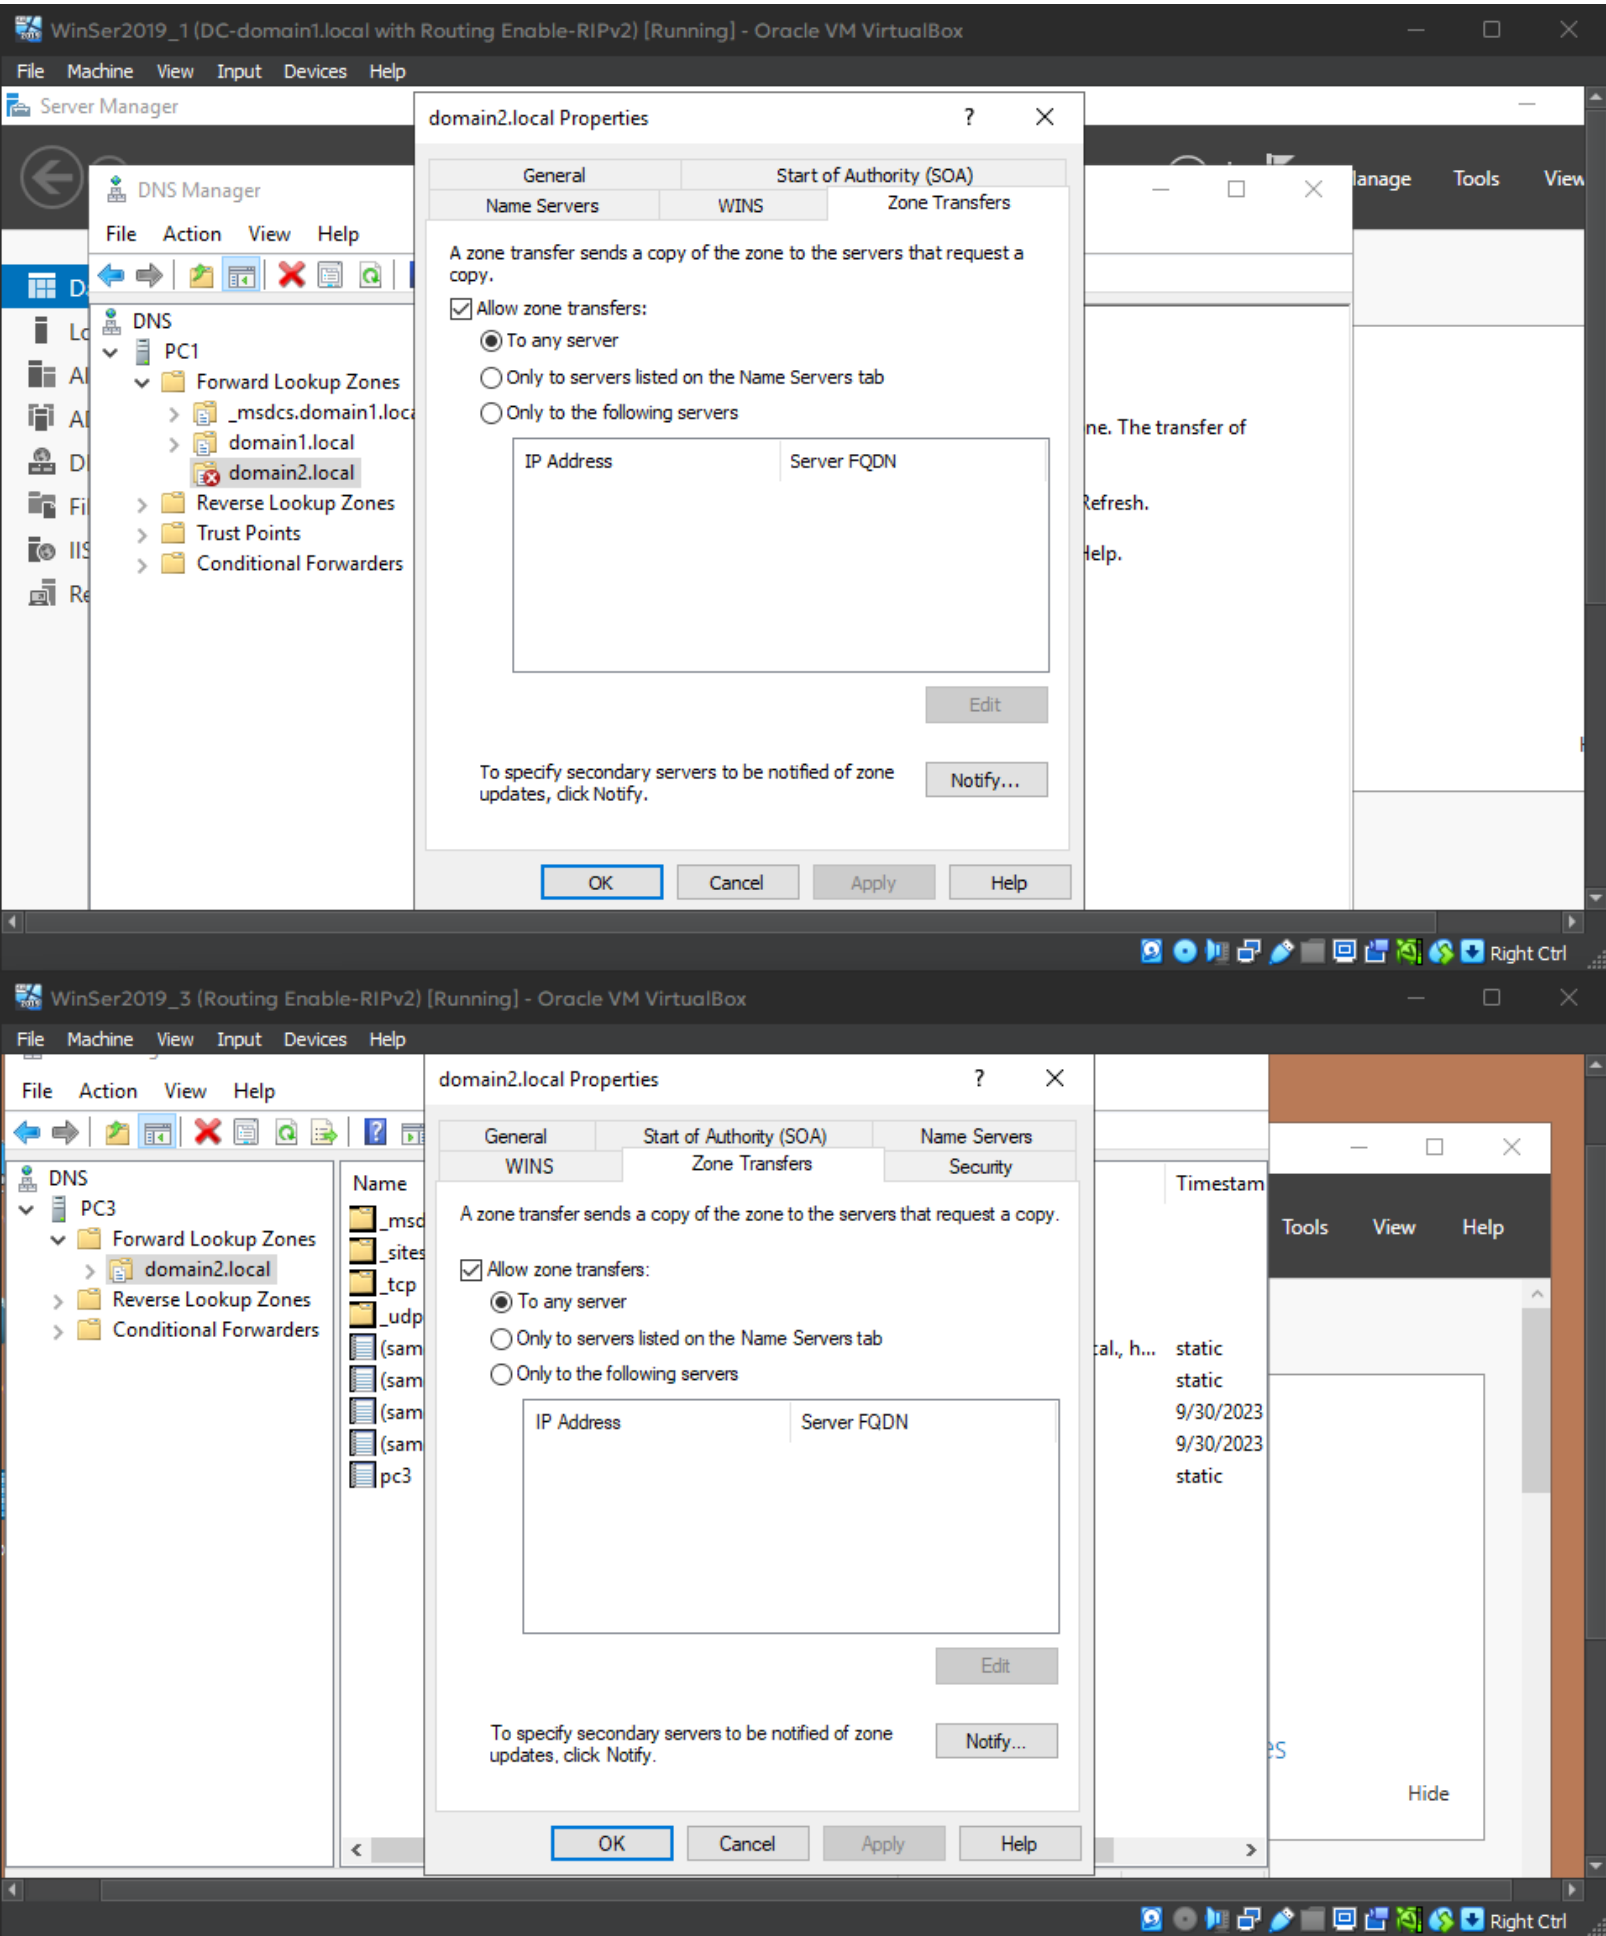 WinSer2019_1 (DC-domain1.local with Routing Enable-RIPv2) [Running] - Oracle VM VirtualBox
File Machine View Input Devices Help
Server Manager
Tools View
DNS Manager
File Action View Help
DNS
PC1
Forward Lookup Zones
_msdcs.domain1.loca
domain1.local
domain2.local
Reverse Lookup Zones
Trust Points
Conditional Forwarders
domain2.local Properties
? 
General Start of Authority (SOA)
Name Servers WINS Zone Transfers
A zone transfer sends a copy of the zone to the servers that request a
copy.
Allow zone transfers:
To any server
Only to servers listed on the Name Servers tab
Only to the following servers
IP Address Server FQDN
Edit
To specify secondary servers to be notified of zone
updates, click Notify.
Notify...
OK Cancel Apply Help
ne. The transfer of
Refresh.
Help.
Right Ctrl
WinSer2019_3 (Routing Enable-RIPv2) [Running] - Oracle VM VirtualBox
File Machine View Input Devices Help
File Action View Help
DNS
PC3
Forward Lookup Zones
domain2.local
Reverse Lookup Zones
Conditional Forwarders
Name Timestam
_msd
_sites
_tcp
_udp
(sam tal., h... static
(sam static
(sam 9/30/2023
(sam 9/30/2023
pc3 static
domain2.local Properties
?
General Start of Authority (SOA) Name Servers
WINS Zone Transfers Security
A zone transfer sends a copy of the zone to the servers that request a copy.
Allow zone transfers:
To any server
Only to servers listed on the Name Servers tab
Only to the following servers
IP Address Server FQDN
Edit
To specify secondary servers to be notified of zone
updates, click Notify.
Notify...
OK Cancel Apply Help
Tools View Help
es
Hide
Right Ctrl